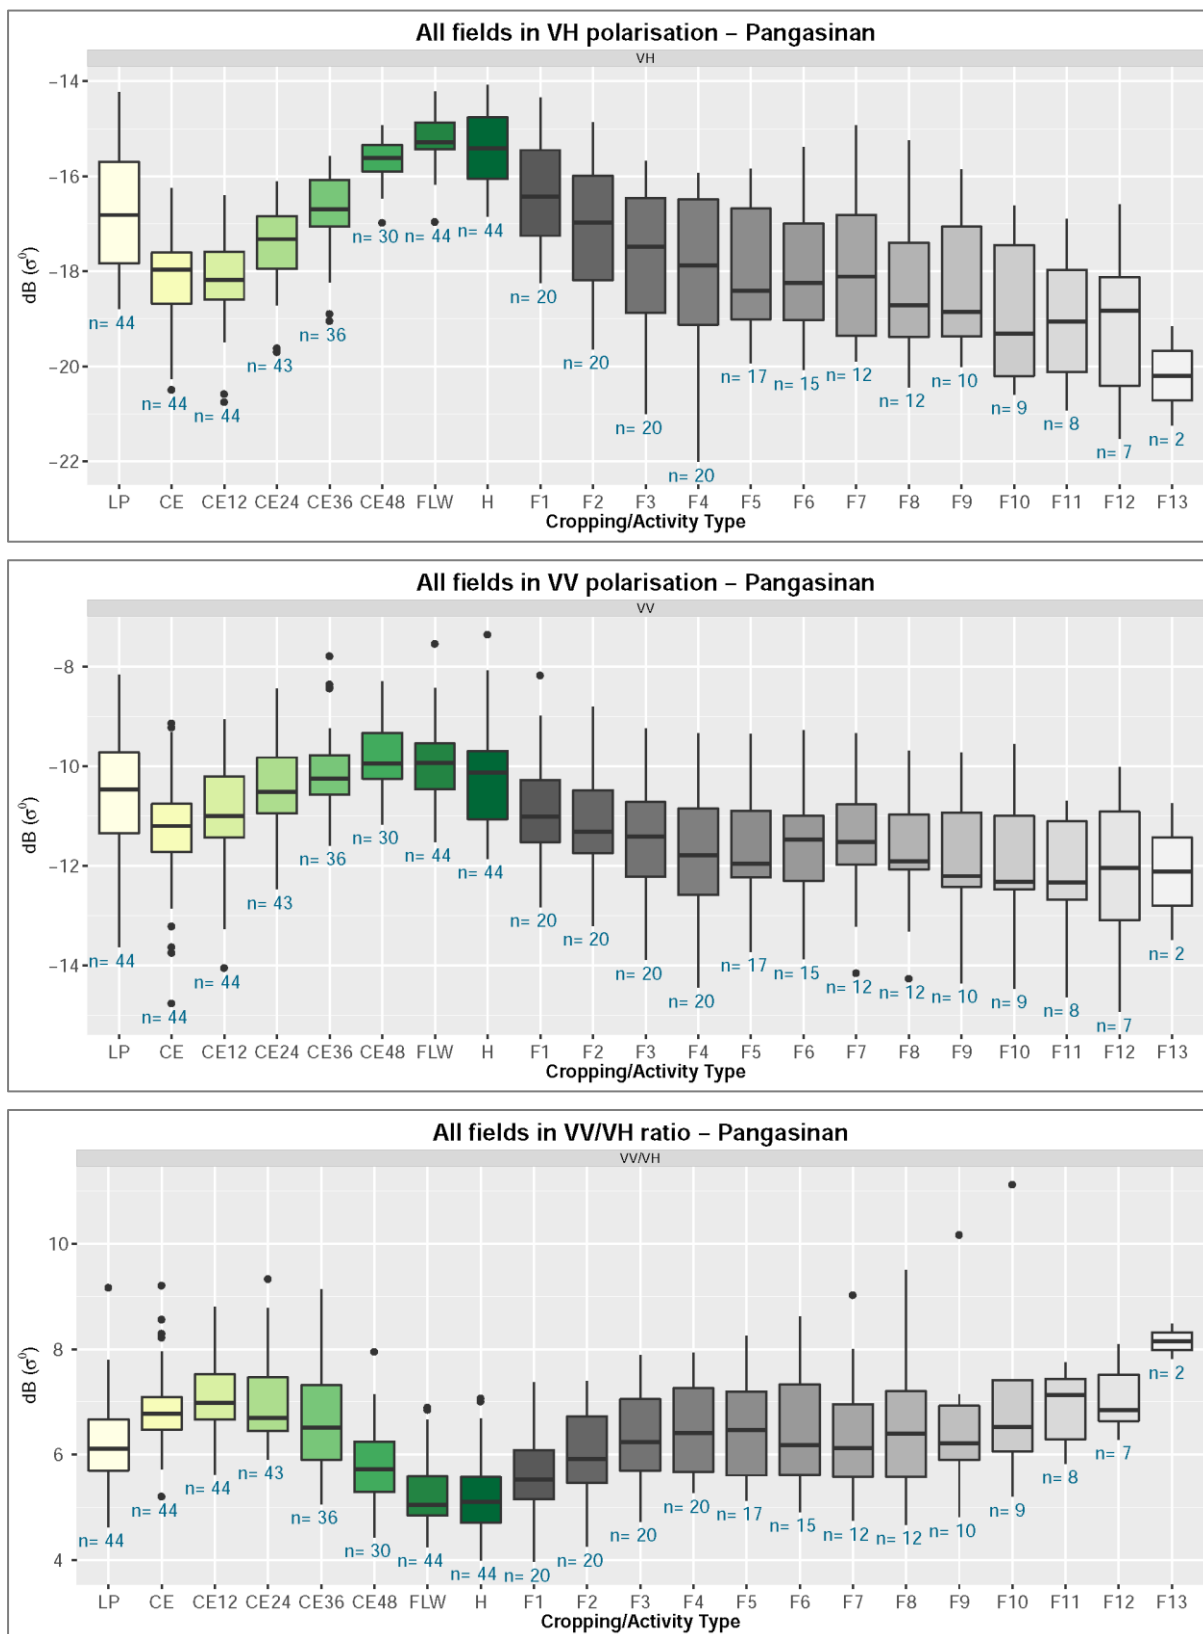 All fields in VH polarisation – Pangasinan
VH
−14
−16
−18
−20
−22
dB (σ⁰)
n= 44
n= 44
n= 44
n= 43
n= 36
n= 30
n= 44
n= 44
n= 20
n= 20
n= 20
n= 20
n= 17
n= 15
n= 12
n= 12
n= 10
n= 9
n= 8
n= 7
n= 2
LP CE CE12 CE24 CE36 CE48 FLW H F1 F2 F3 F4 F5 F6 F7 F8 F9 F10 F11 F12 F13
Cropping/Activity Type
All fields in VV polarisation – Pangasinan
VV
−8
−10
−12
−14
dB (σ⁰)
n= 44
n= 44
n= 44
n= 43
n= 36
n= 30
n= 44
n= 44
n= 20
n= 20
n= 20
n= 20
n= 17
n= 15
n= 12
n= 12
n= 10
n= 9
n= 8
n= 7
n= 2
LP CE CE12 CE24 CE36 CE48 FLW H F1 F2 F3 F4 F5 F6 F7 F8 F9 F10 F11 F12 F13
Cropping/Activity Type
All fields in VV/VH ratio – Pangasinan
VV/VH
10
8
6
4
dB (σ⁰)
n= 44
n= 44
n= 44
n= 43
n= 36
n= 30
n= 44
n= 44
n= 20
n= 20
n= 20
n= 20
n= 17
n= 15
n= 12
n= 12
n= 10
n= 9
n= 8
n= 7
n= 2
LP CE CE12 CE24 CE36 CE48 FLW H F1 F2 F3 F4 F5 F6 F7 F8 F9 F10 F11 F12 F13
Cropping/Activity Type